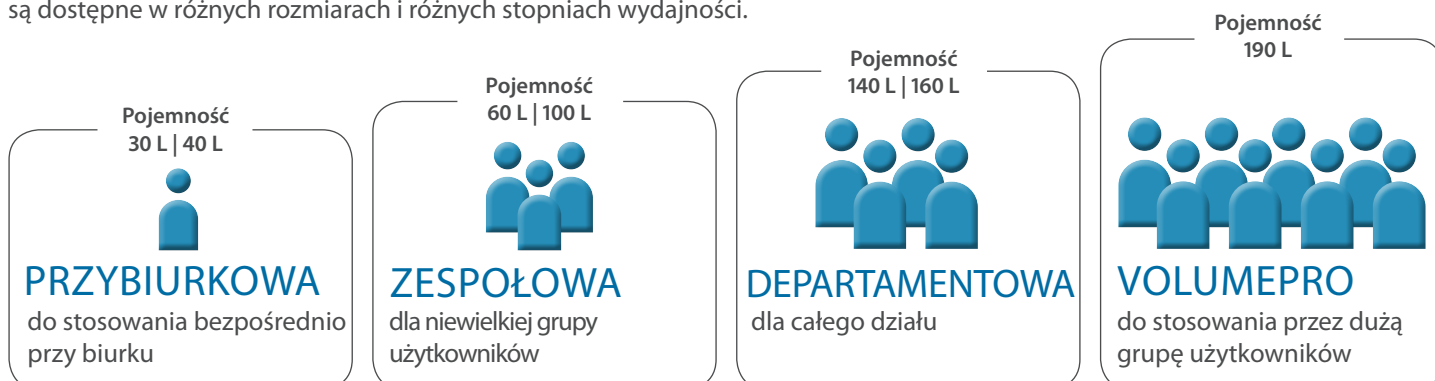 są dostępne w różnych rozmiarach i różnych stopniach wydajności.
Pojemność
30 L | 40 L
PRZYBIURKOWA
do stosowania bezpośrednio
przy biurku
Pojemność
60 L | 100 L
ZESPOŁOWA
dla niewielkiej grupy
użytkowników
Pojemność
140 L | 160 L
DEPARTAMENTOWA
dla całego działu
Pojemność
190 L
VOLUMEPRO
do stosowania przez dużą
grupę użytkowników